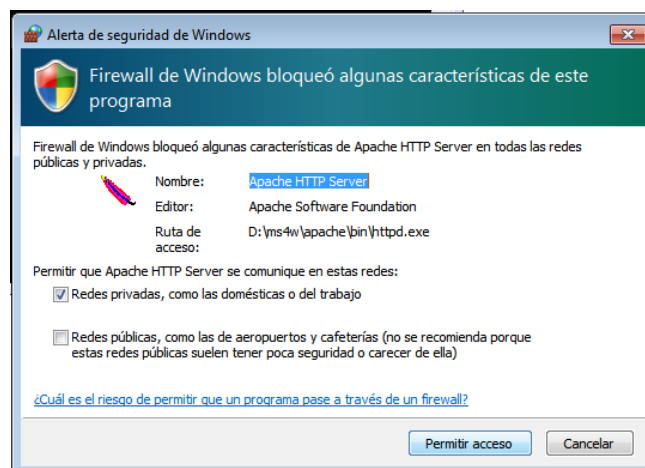 Alerta de seguridad de Windows
Firewall de Windows bloqueó algunas características de este
programa
Firewall de Windows bloqueó algunas características de Apache HTTP Server en todas las redes
públicas y privadas.
Nombre: Apache HTTP Server
Editor: Apache Software Foundation
Ruta de D:\ms4w\apache\bin\httpd.exe
acceso:
Permitir que Apache HTTP Server se comunique en estas redes:
Redes privadas, como las domésticas o del trabajo
Redes públicas, como las de aeropuertos y cafeterías (no se recomienda porque
estas redes públicas suelen tener poca seguridad o carecer de ella)
¿Cuál es el riesgo de permitir que un programa pase a través de un firewall?
Permitir acceso Cancelar